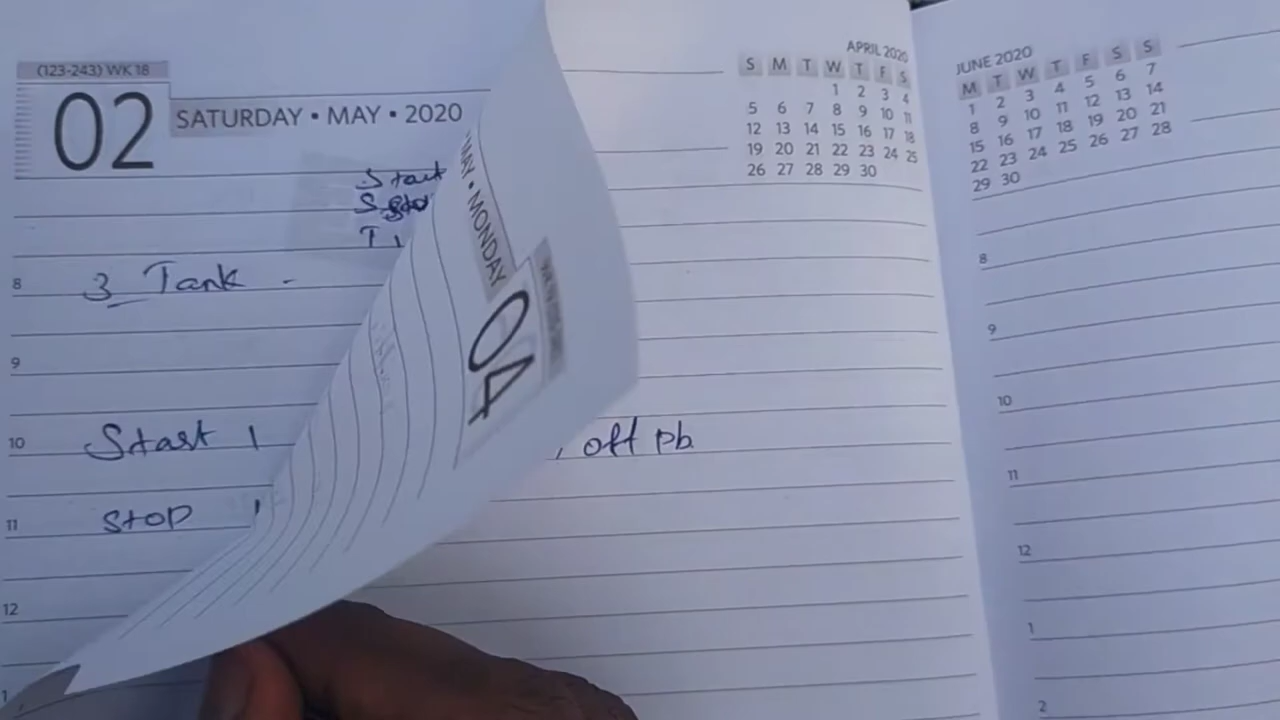 (123-243) WK 18
02
SATURDAY • MAY • 2020
Start
T
8
3 Tank -
9
10
Start 1
, off pb
11
STOP
12
1
MAY • MONDAY
04
APRIL 2020
S M T W T F S
1 2 3 4
5 6 7 8 9 10 11
12 13 14 15 16 17 18
19 20 21 22 23 24 25
26 27 28 29 30
JUNE 2020
M T W T F S S
1 2 3 4 5 6 7
8 9 10 11 12 13 14
15 16 17 18 19 20 21
22 23 24 25 26 27 28
29 30
8
9
10
11
12
1
2